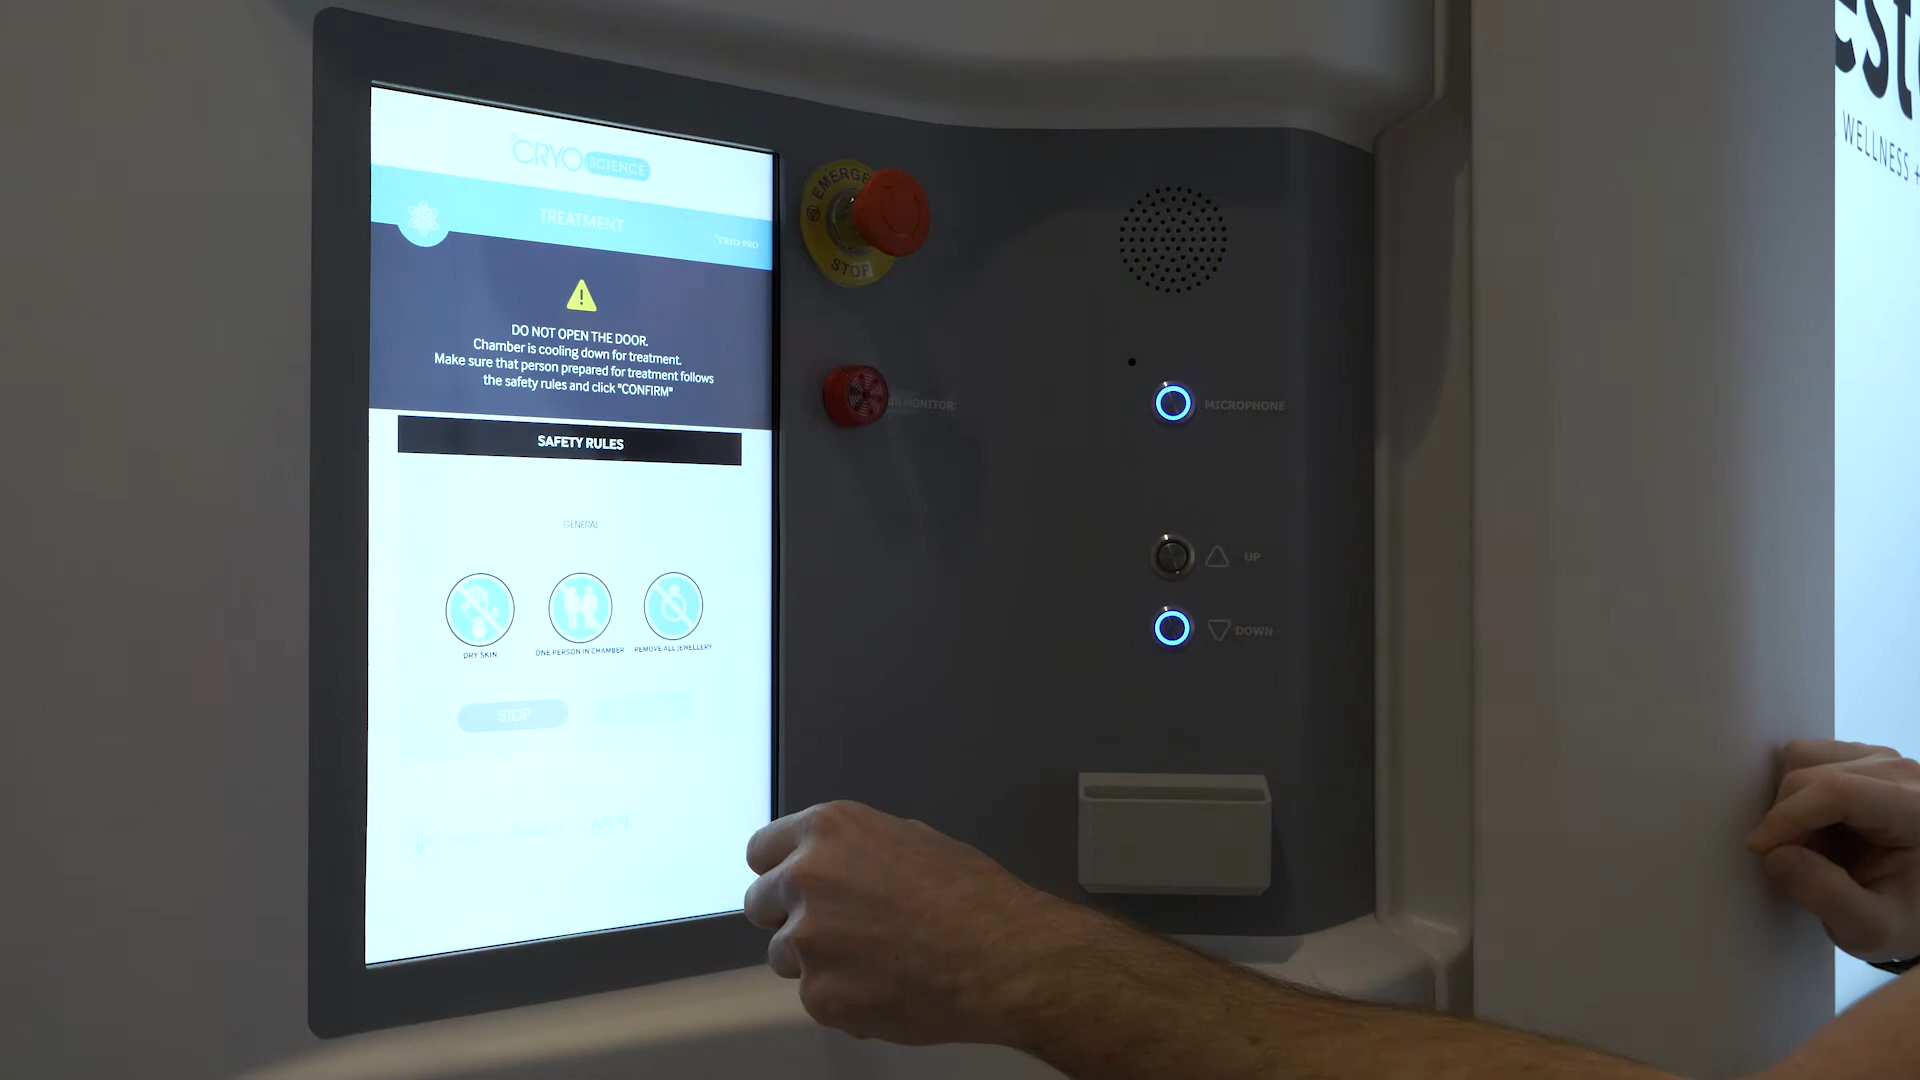 CRYO SCIENCE
TREATMENT
°CRYO PRO
DO NOT OPEN THE DOOR.
Chamber is cooling down for treatment.
Make sure that person prepared for treatment follows
the safety rules and click "CONFIRM"
SAFETY RULES
GENERAL
DRY SKIN
ONE PERSON IN CHAMBER
REMOVE ALL JEWELLERY
STOP
-65°F
EMERGE
STOP
MONITOR
MICROPHONE
UP
DOWN
est
WELLNESS +